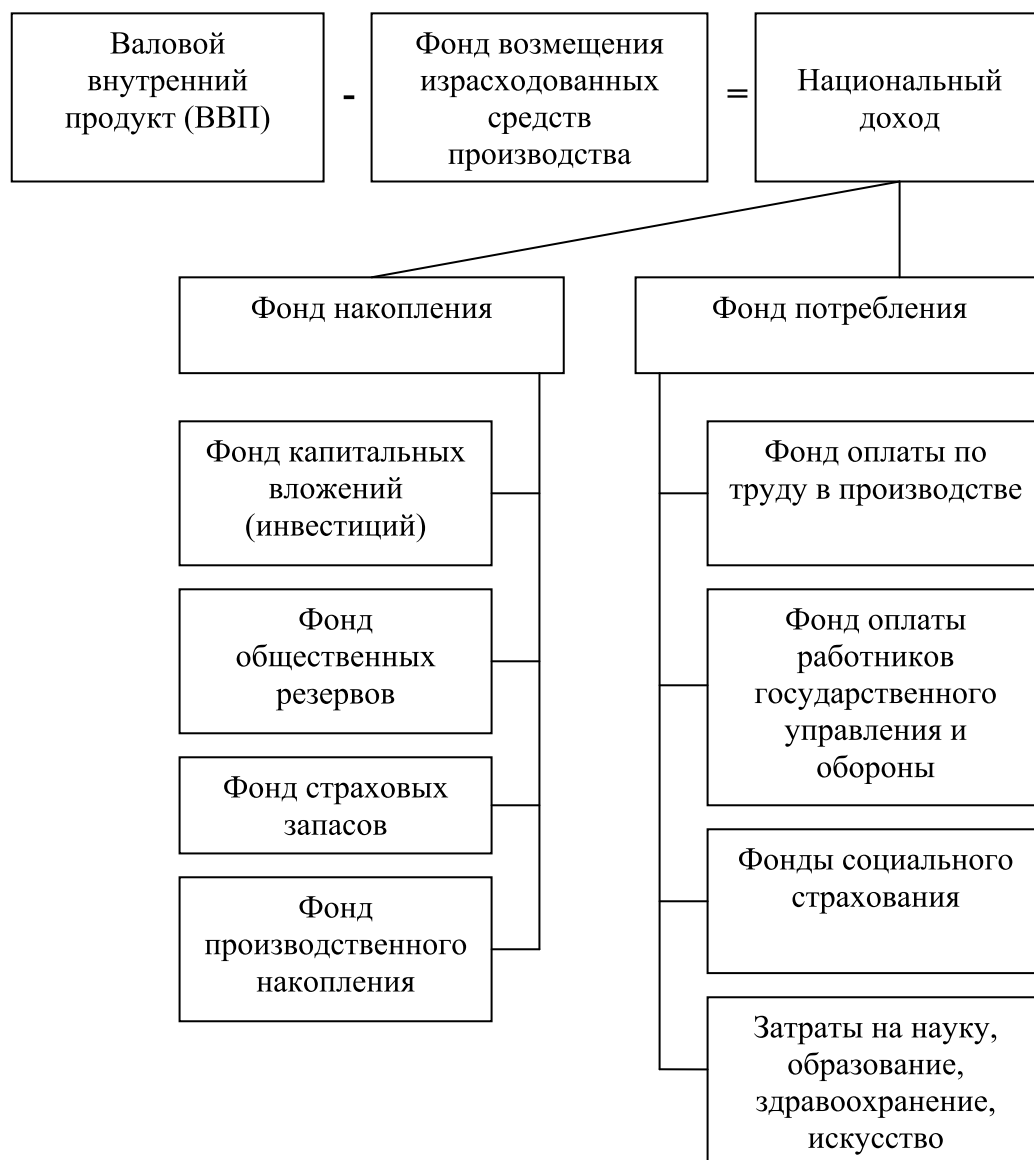 Валовой
внутренний
продукт (ВВП)
-
Фонд возмещения
израсходованных
средств
производства
=
Национальный
доход
Фонд накопления
Фонд потребления
Фонд капитальных
вложений
(инвестиций)
Фонд
общественных
резервов
Фонд страховых
запасов
Фонд
производственного
накопления
Фонд оплаты по
труду в производстве
Фонд оплаты
работников
государственного
управления и
обороны
Фонды социального
страхования
Затраты на науку,
образование,
здравоохранение,
искусство